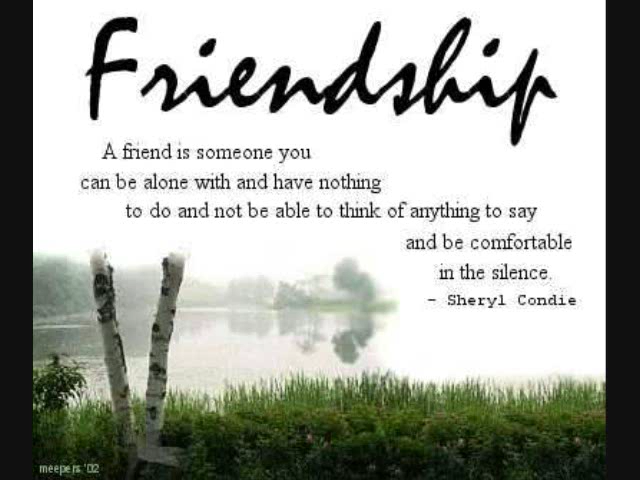 Friendship
A friend is someone you
can be alone with and have nothing
to do and not be able to think of anything to say
and be comfortable
in the silence.
- Sheryl Condie
meepers '02